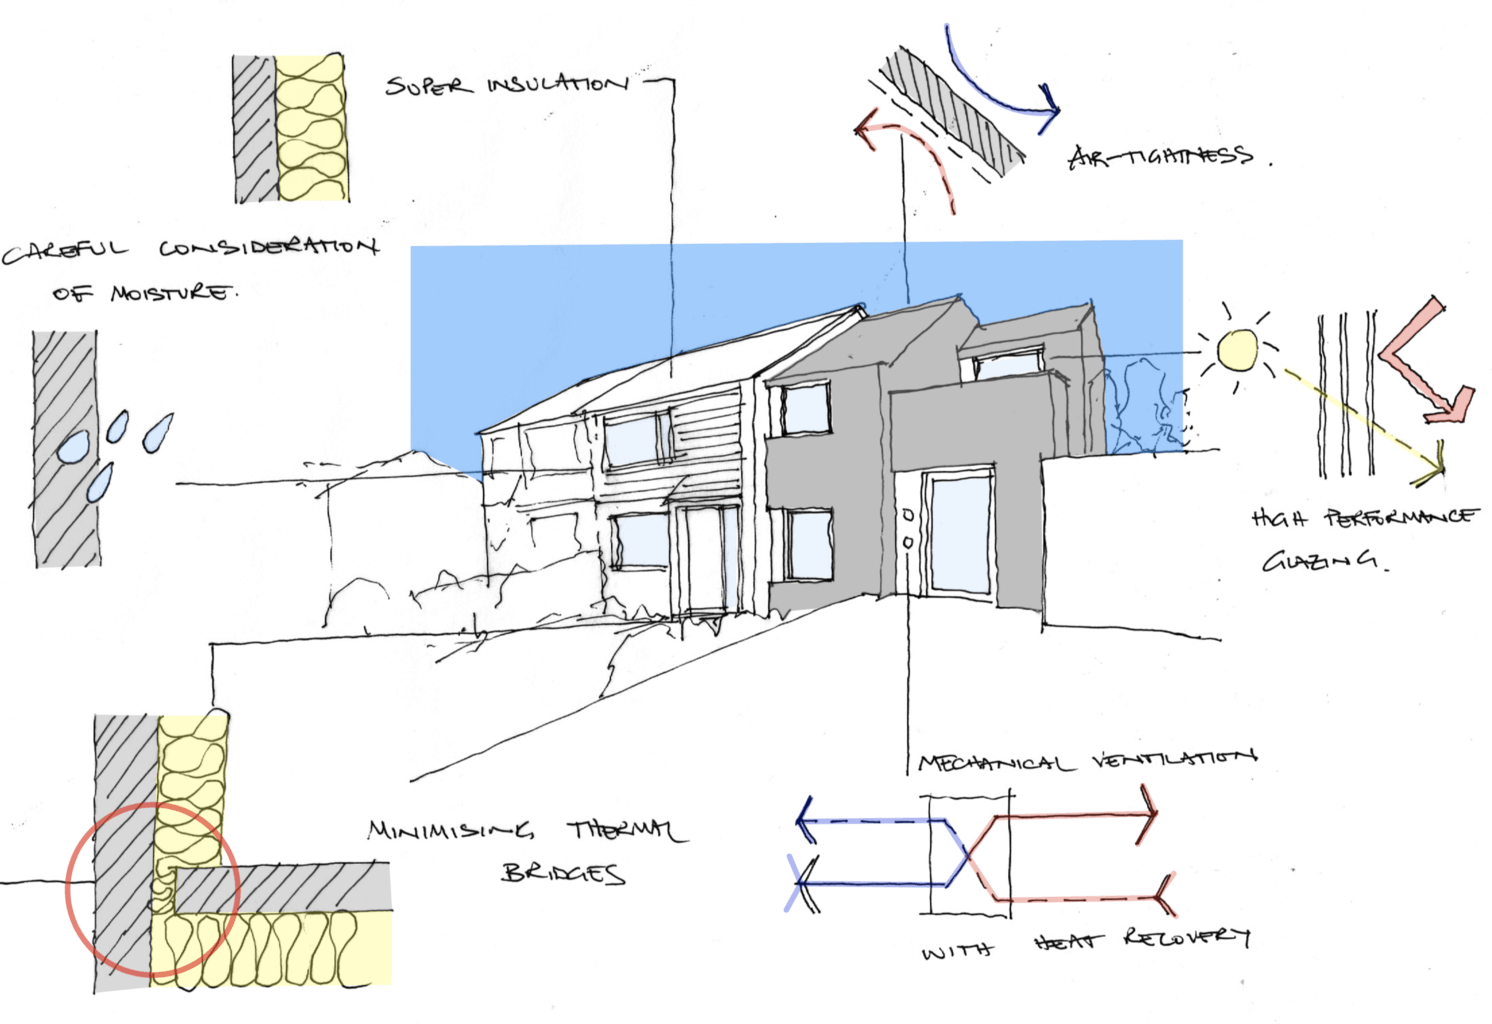 SUPER INSULATION
AIR-TIGHTNESS.
CAREFUL CONSIDERATION
OF MOISTURE.
HIGH PERFORMANCE
GLAZING.
MECHANICAL VENTILATION
MINIMISING THERMAL
BRIDGES
WITH HEAT RECOVERY